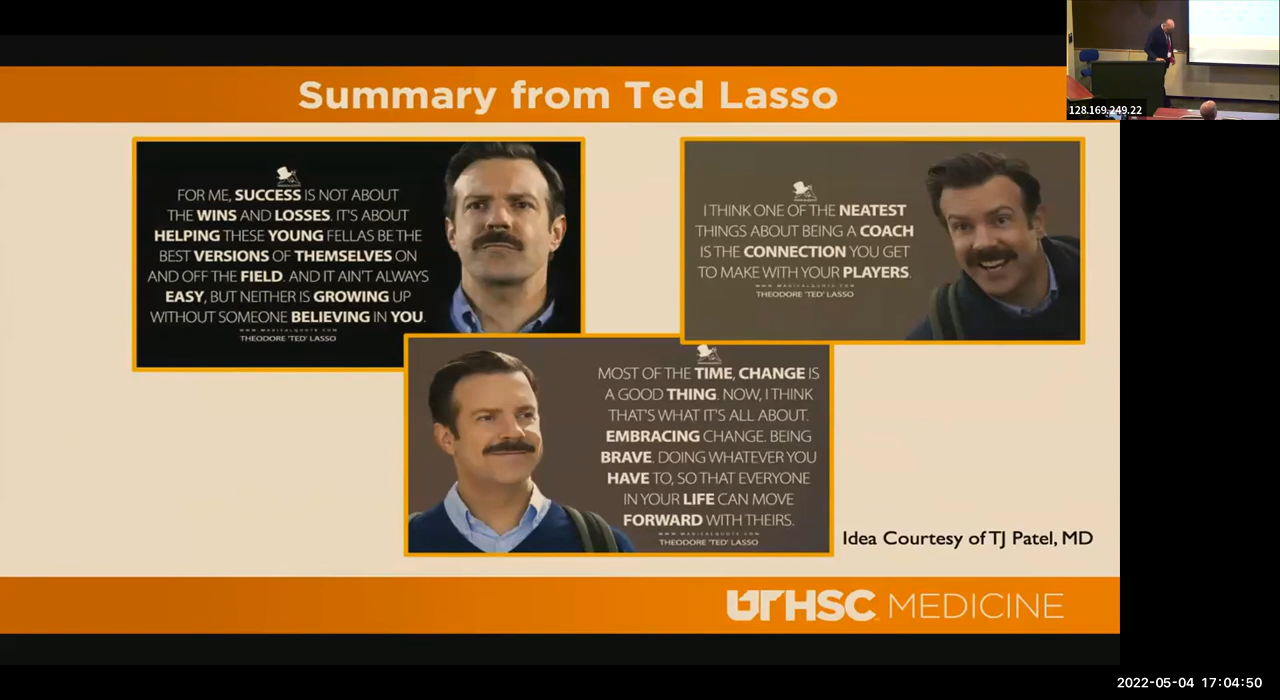 128.169.249.22
Summary from Ted Lasso
FOR ME, SUCCESS IS NOT ABOUT
THE WINS AND LOSSES. IT'S ABOUT
HELPING THESE YOUNG FELLAS BE THE
BEST VERSIONS OF THEMSELVES ON
AND OFF THE FIELD. AND IT AIN'T ALWAYS
EASY, BUT NEITHER IS GROWING UP
WITHOUT SOMEONE BELIEVING IN YOU.
WWW.MAGICALQUOTE.COM
THEODORE 'TED' LASSO
I THINK ONE OF THE NEATEST
THINGS ABOUT BEING A COACH
IS THE CONNECTION YOU GET
TO MAKE WITH YOUR PLAYERS.
WWW.MAGICALQUOTE.COM
THEODORE 'TED' LASSO
MOST OF THE TIME, CHANGE IS
A GOOD THING. NOW, I THINK
THAT'S WHAT IT'S ALL ABOUT.
EMBRACING CHANGE. BEING
BRAVE. DOING WHATEVER YOU
HAVE TO, SO THAT EVERYONE
IN YOUR LIFE CAN MOVE
FORWARD WITH THEIRS.
WWW.MAGICALQUOTE.COM
THEODORE 'TED' LASSO
Idea Courtesy of TJ Patel, MD
UTHSC MEDICINE
2022-05-04 17:04:50